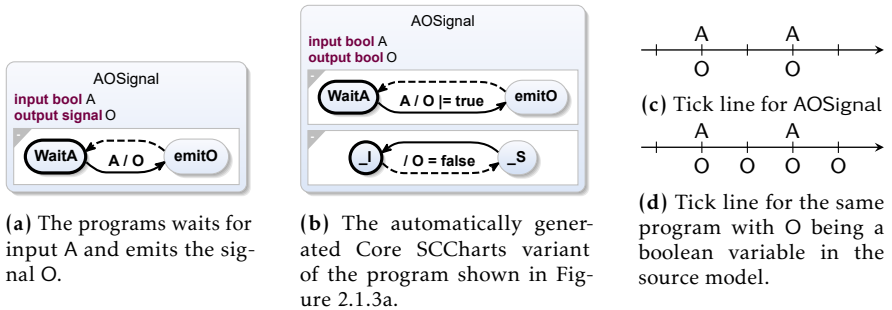 AOSignal
input bool A
output signal O
-
WaitA
A / O
emitO
(a) The programs waits for
input A and emits the sig-
nal O.
AOSignal
input bool A
output bool O
-
WaitA
A / O |= true
emitO
-
_I
/ O = false
_S
(b) The automatically gener-
ated Core SCCharts variant
of the program shown in Fig-
ure 2.1.3a.
A A
O O
(c) Tick line for AOSignal
A A
O O O O
(d) Tick line for the same
program with O being a
boolean variable in the
source model.